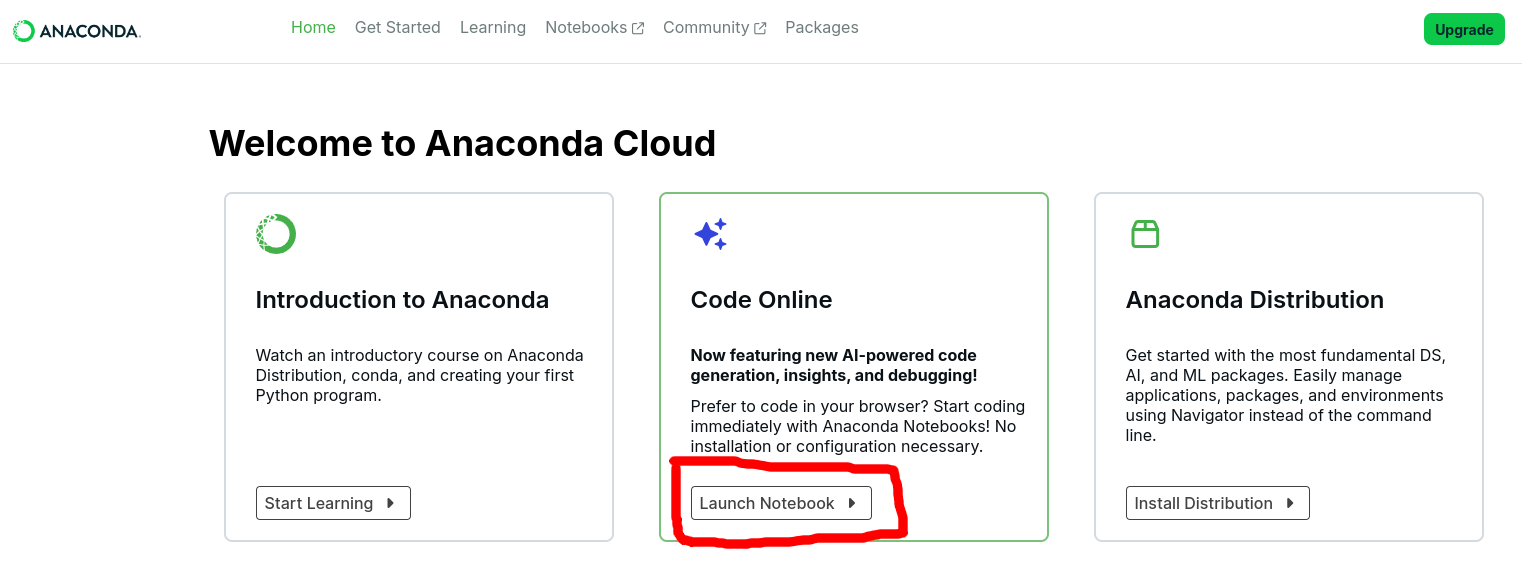 ANACONDA.
Home Get Started Learning Notebooks Community Packages
Upgrade
Welcome to Anaconda Cloud
Introduction to Anaconda
Watch an introductory course on Anaconda
Distribution, conda, and creating your first
Python program.
Start Learning
Code Online
Now featuring new AI-powered code
generation, insights, and debugging!
Prefer to code in your browser? Start coding
immediately with Anaconda Notebooks! No
installation or configuration necessary.
Launch Notebook
Anaconda Distribution
Get started with the most fundamental DS,
AI, and ML packages. Easily manage
applications, packages, and environments
using Navigator instead of the command
line.
Install Distribution